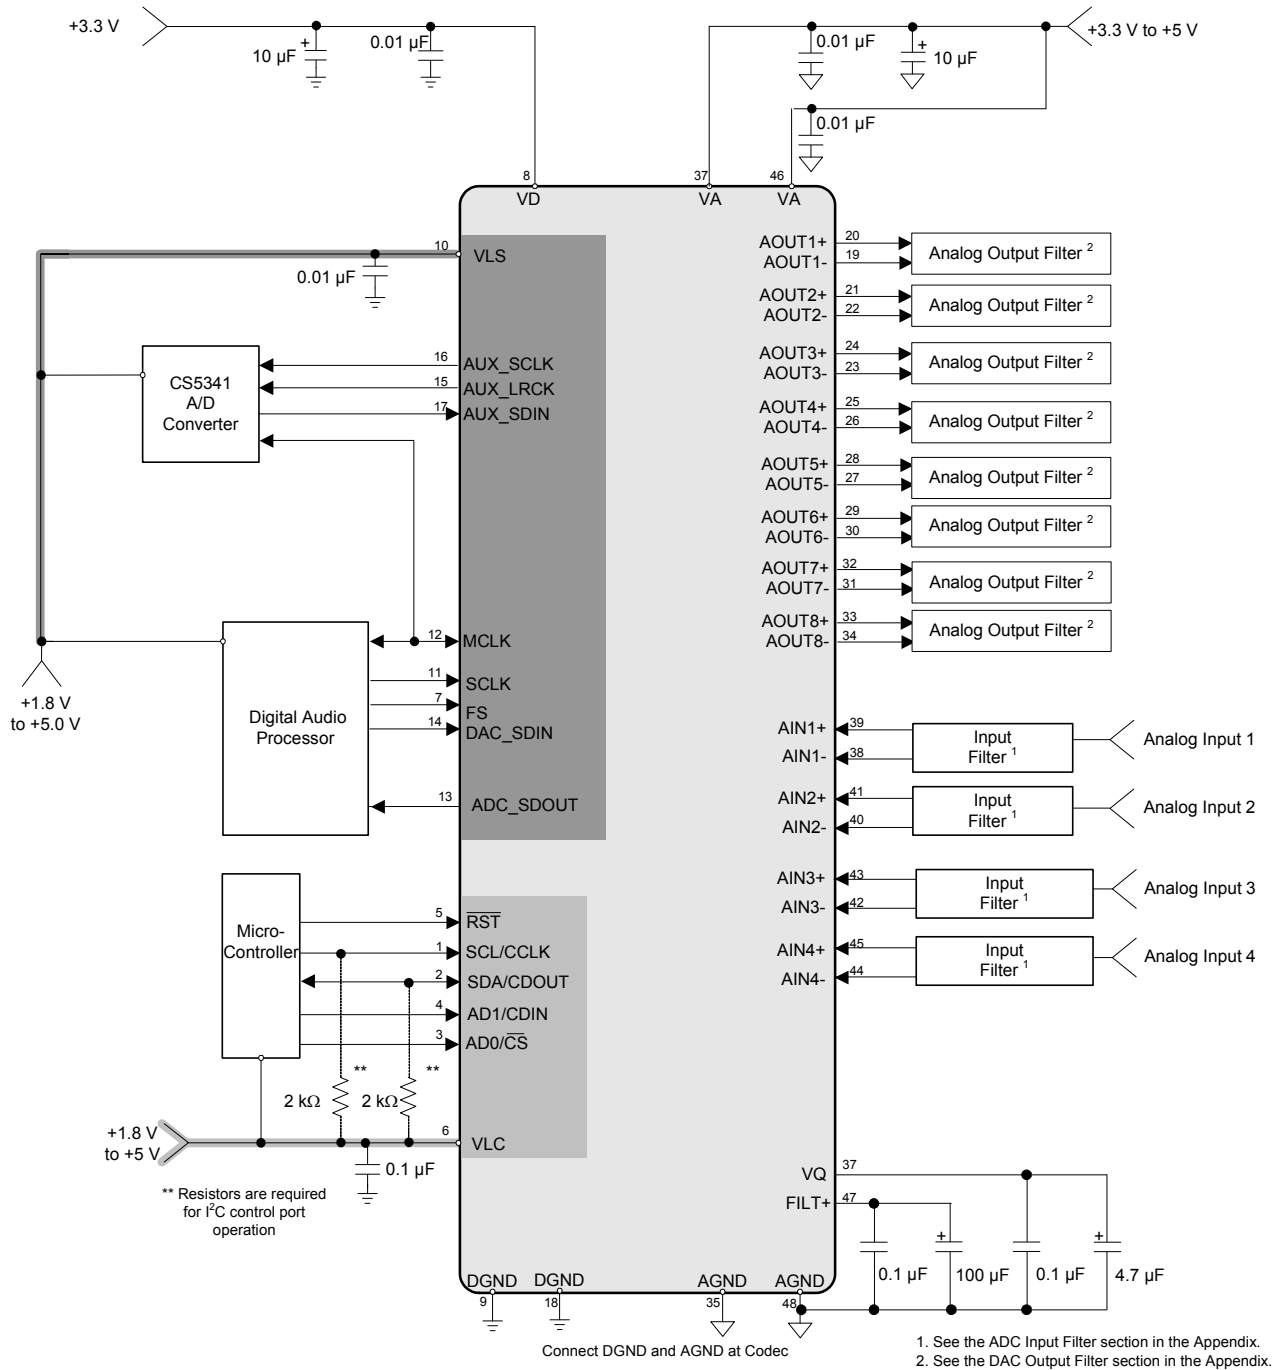 +3.3 V
10 µF
+
0.01 µF
0.01 µF
+
10 µF
+3.3 V to +5 V
0.01 µF
8
VD
37
VA
46
VA
10
VLS
0.01 µF
CS5341
A/D
Converter
16
AUX_SCLK
15
AUX_LRCK
17
AUX_SDIN
+1.8 V
to +5.0 V
Digital Audio
Processor
12
MCLK
11
SCLK
7
FS
14
DAC_SDIN
13
ADC_SDOUT
Micro-
Controller
5
RST
1
SCL/CCLK
2
SDA/CDOUT
4
AD1/CDIN
3
AD0/CS
**
**
2 kΩ
2 kΩ
+1.8 V
to +5 V
6
VLC
0.1 µF
** Resistors are required
for I²C control port
operation
AOUT1+
20
AOUT1-
19
Analog Output Filter ²
AOUT2+
21
AOUT2-
22
Analog Output Filter ²
AOUT3+
24
AOUT3-
23
Analog Output Filter ²
AOUT4+
25
AOUT4-
26
Analog Output Filter ²
AOUT5+
28
AOUT5-
27
Analog Output Filter ²
AOUT6+
29
AOUT6-
30
Analog Output Filter ²
AOUT7+
32
AOUT7-
31
Analog Output Filter ²
AOUT8+
33
AOUT8-
34
Analog Output Filter ²
AIN1+
39
AIN1-
38
Input
Filter ¹
Analog Input 1
AIN2+
41
AIN2-
40
Input
Filter ¹
Analog Input 2
AIN3+
43
AIN3-
42
Input
Filter ¹
Analog Input 3
AIN4+
45
AIN4-
44
Input
Filter ¹
Analog Input 4
VQ
37
FILT+
47
0.1 µF
+
100 µF
0.1 µF
+
4.7 µF
DGND
9
DGND
18
AGND
35
AGND
48
Connect DGND and AGND at Codec
1. See the ADC Input Filter section in the Appendix.
2. See the DAC Output Filter section in the Appendix.